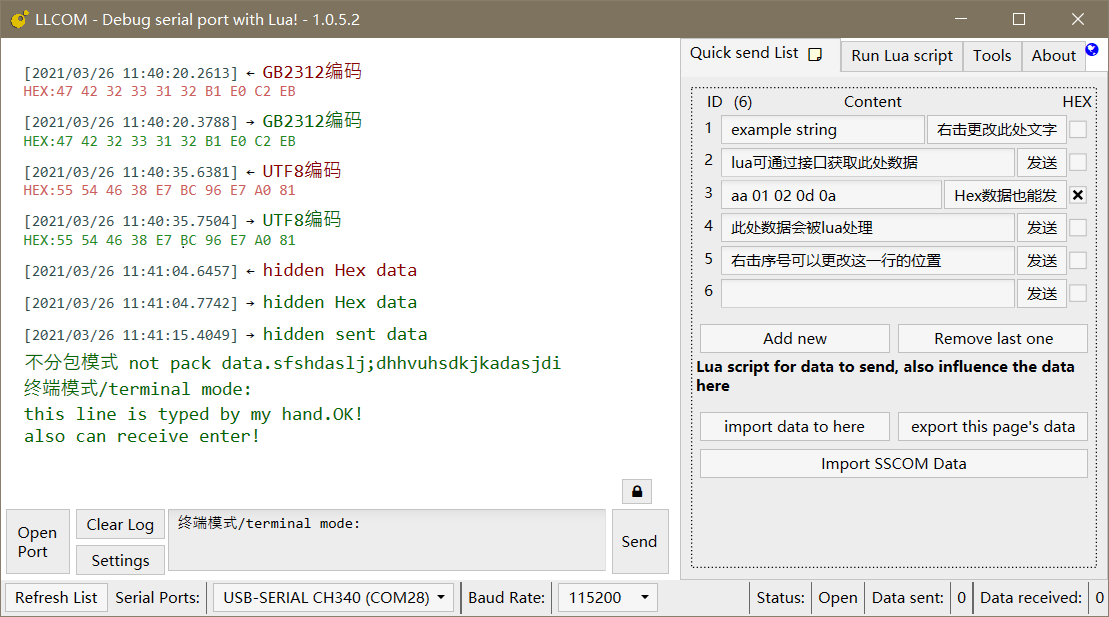 LLCOM - Debug serial port with Lua! - 1.0.5.2
[2021/03/26 11:40:20.2613] ← GB2312编码
HEX:47 42 32 33 31 32 B1 E0 C2 EB
[2021/03/26 11:40:20.3788] → GB2312编码
HEX:47 42 32 33 31 32 B1 E0 C2 EB
[2021/03/26 11:40:35.6381] ← UTF8编码
HEX:55 54 46 38 E7 BC 96 E7 A0 81
[2021/03/26 11:40:35.7504] → UTF8编码
HEX:55 54 46 38 E7 BC 96 E7 A0 81
[2021/03/26 11:41:04.6457] ← hidden Hex data
[2021/03/26 11:41:04.7742] → hidden Hex data
[2021/03/26 11:41:15.4049] → hidden sent data
不分包模式 not pack data.sfshdaslj;dhhvuhsdkjkadasjdi
终端模式/terminal mode:
this line is typed by my hand.OK!
also can receive enter!
Open Port
Clear Log
Settings
终端模式/terminal mode:
Send
Quick send List
Run Lua script
Tools
About
ID (6) Content HEX
1 example string 右击更改此处文字
2 lua可通过接口获取此处数据 发送
3 aa 01 02 0d 0a Hex数据也能发
4 此处数据会被lua处理 发送
5 右击序号可以更改这一行的位置 发送
6 发送
Add new
Remove last one
Lua script for data to send, also influence the data
here
import data to here
export this page's data
Import SSCOM Data
Refresh List Serial Ports: USB-SERIAL CH340 (COM28) Baud Rate: 115200 Status: Open Data sent: 0 Data received: 0